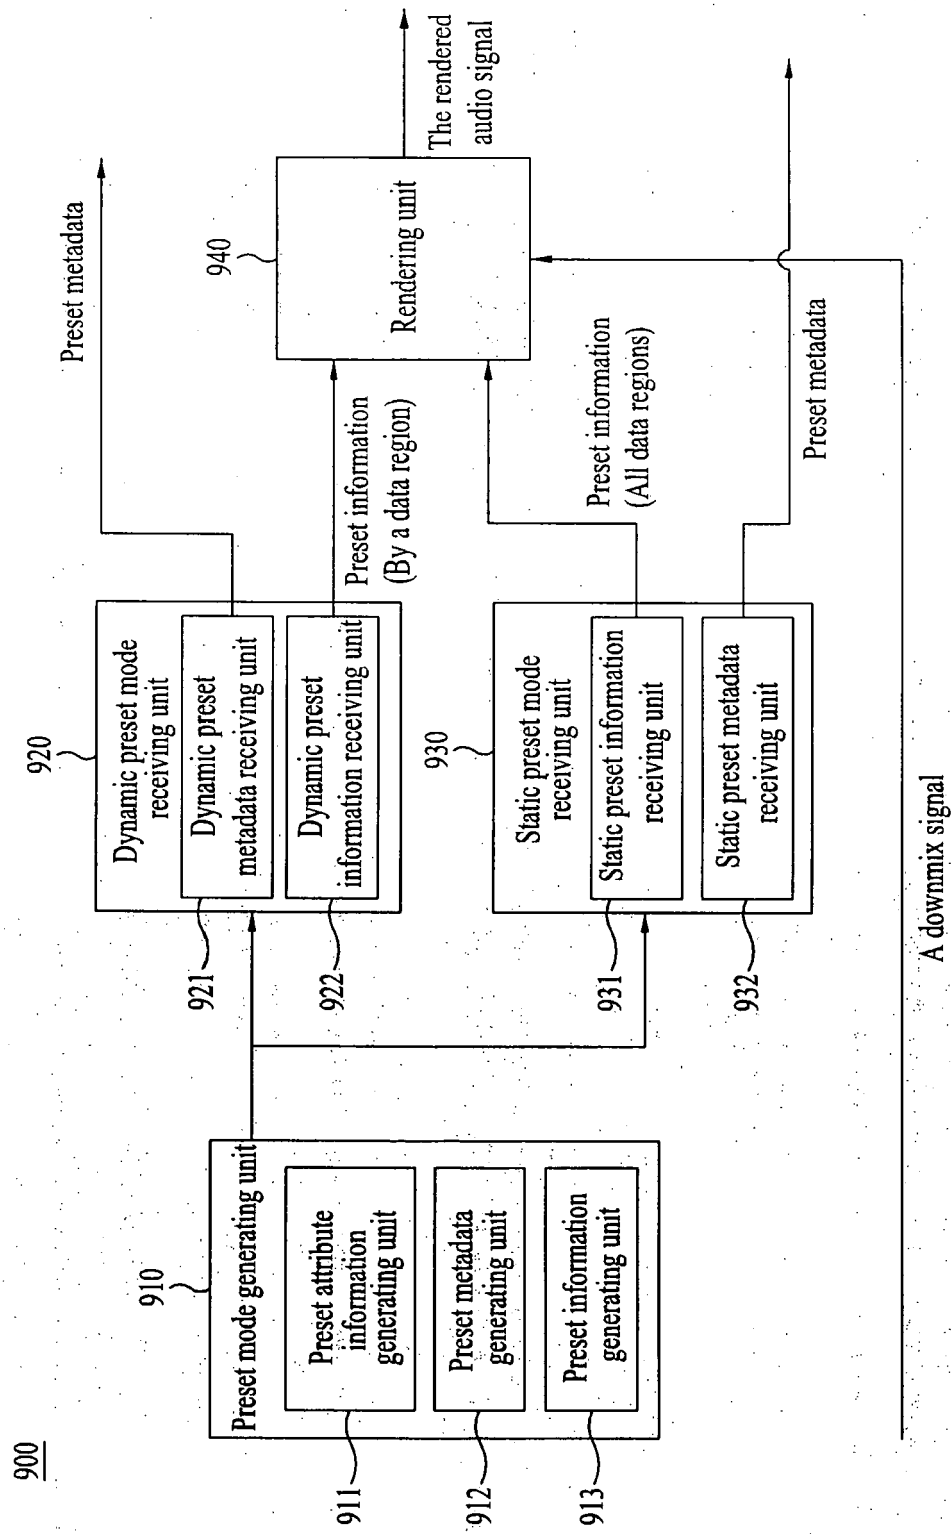 900
910
Preset mode generating unit
911
Preset attribute
information
generating unit
912
Preset metadata
generating unit
913
Preset information
generating unit
920
Dynamic preset mode
receiving unit
921
Dynamic preset
metadata receiving unit
922
Dynamic preset
information receiving unit
930
Static preset mode
receiving unit
931
Static preset information
receiving unit
932
Static preset metadata
receiving unit
Preset metadata
Preset information
(By a data region)
Preset information
(All data regions)
Preset metadata
940
Rendering unit
The rendered
audio signal
A downmix signal